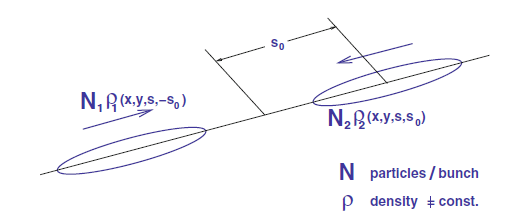 s₀
N₁ρ₁(x,y,s,−s₀)
N₂ρ₂(x,y,s,s₀)
N particles / bunch
ρ density ≠ const.